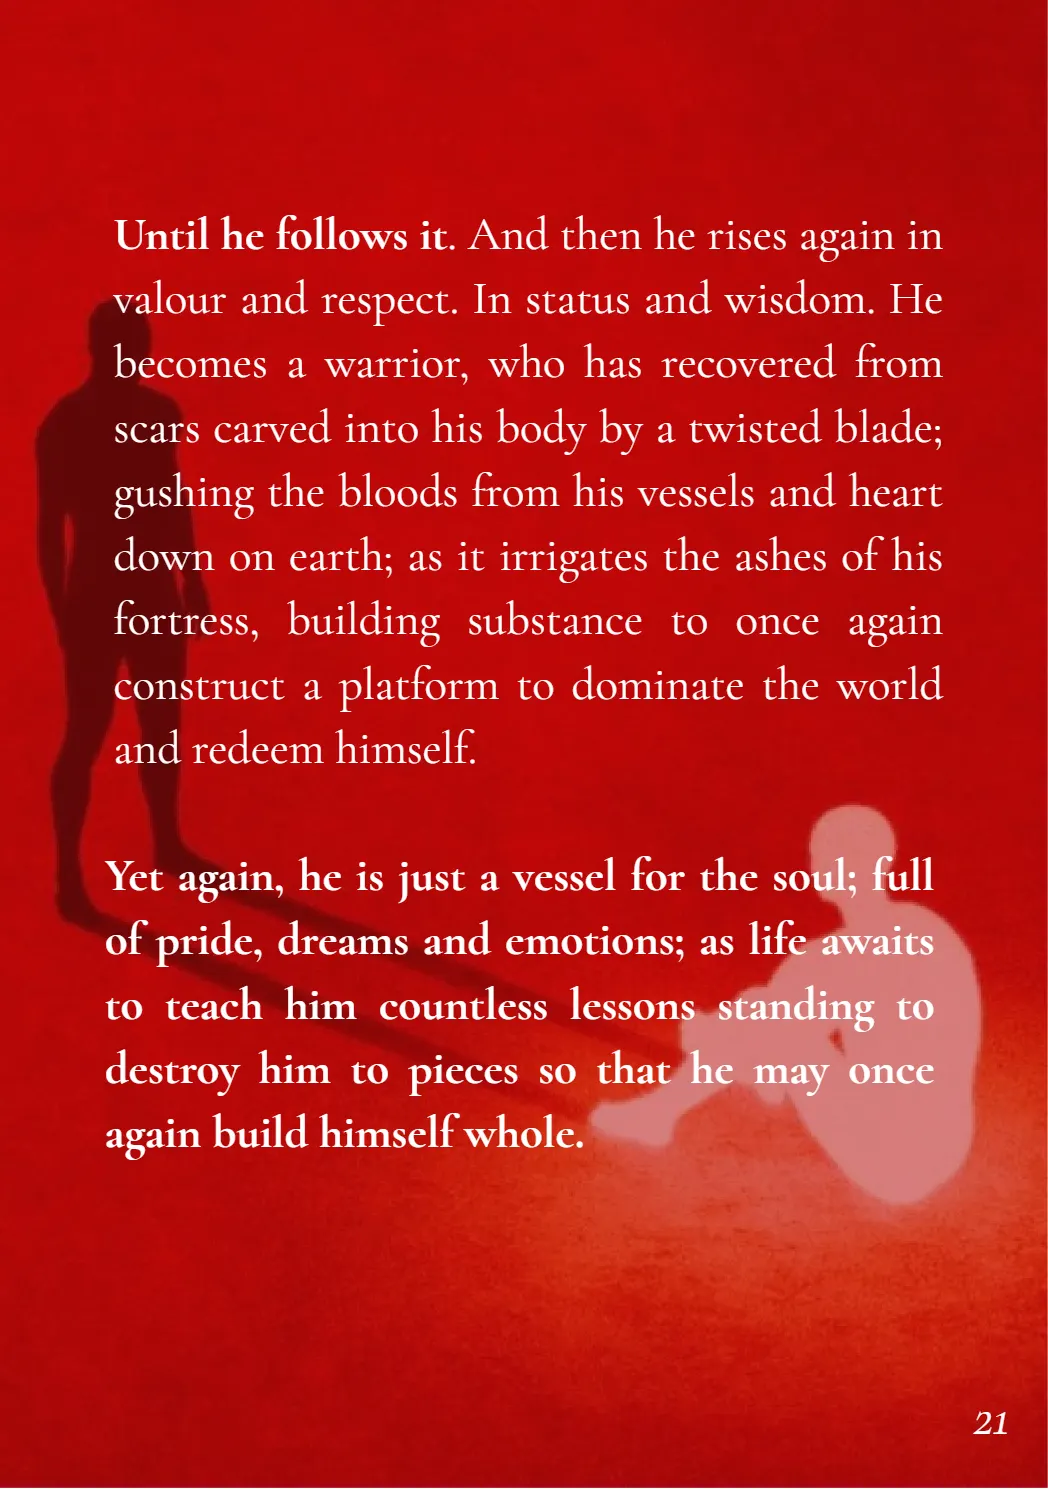 Until he follows it. And then he rises again in
valour and respect. In status and wisdom. He
becomes a warrior, who has recovered from
scars carved into his body by a twisted blade;
gushing the bloods from his vessels and heart
down on earth; as it irrigates the ashes of his
fortress, building substance to once again
construct a platform to dominate the world
and redeem himself.
Yet again, he is just a vessel for the soul; full
of pride, dreams and emotions; as life awaits
to teach him countless lessons standing to
destroy him to pieces so that he may once
again build himself whole.
21